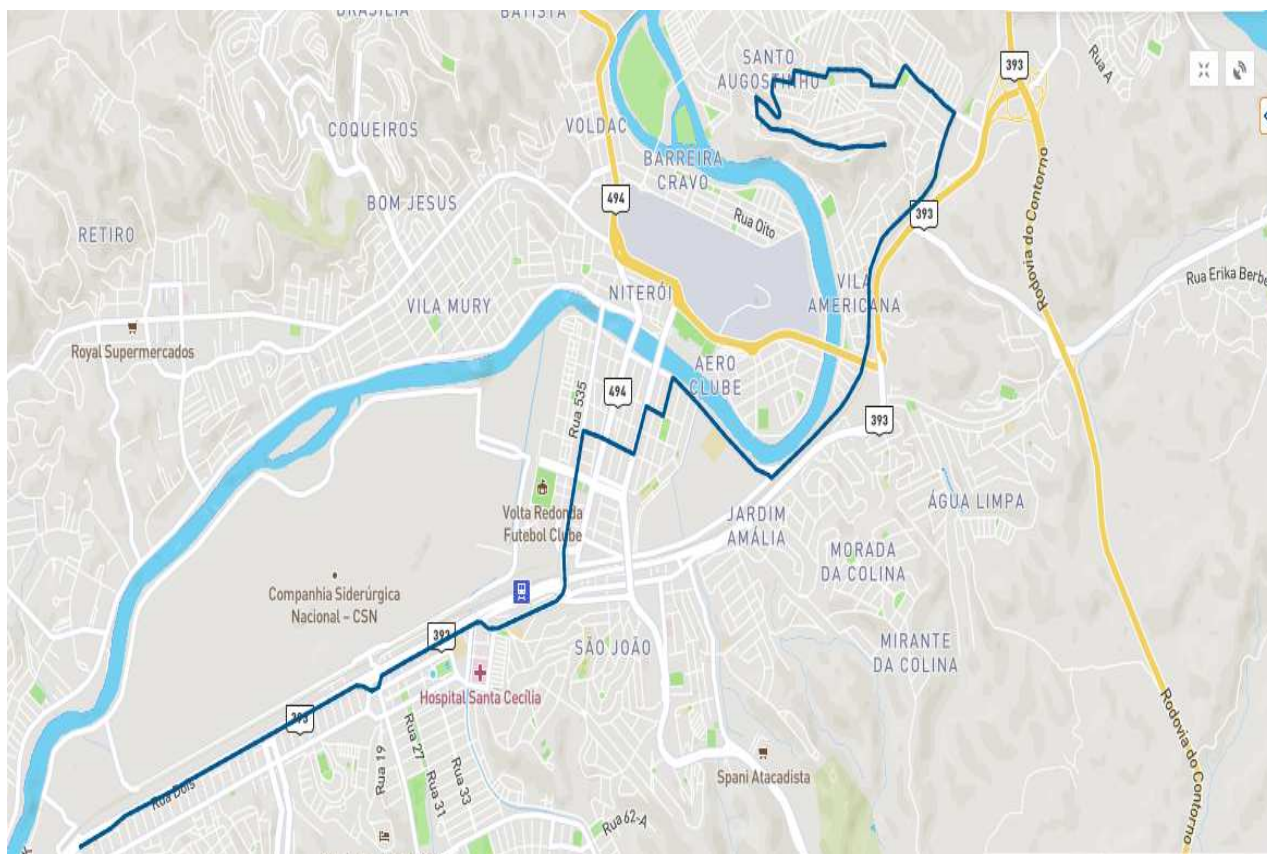 BRASÍLIA
BATISTA
SANTO
AUGOSTINHO
393
Rua A
COQUEIROS
VOLDAC
BARREIRA
CRAVO
BOM JESUS
494
Rua Oito
393
RETIRO
Rodovia do Contorno
Rua Erika Berbe
VILA
AMERICANA
NITERÓI
VILA MURY
Royal Supermercados
AERO
CLUBE
494
Rua 535
393
ÁGUA LIMPA
Volta Redonda
Futebol Clube
JARDIM
AMÁLIA
MORADA
DA COLINA
Companhia Siderúrgica
Nacional – CSN
393
SÃO JOÃO
MIRANTE
DA COLINA
Hospital Santa Cecília
393
Rua 19
Rua 27
Rua 33
Rua 31
Rua Dois
Spani Atacadista
Rodovia do Contorno
Rua 62-A